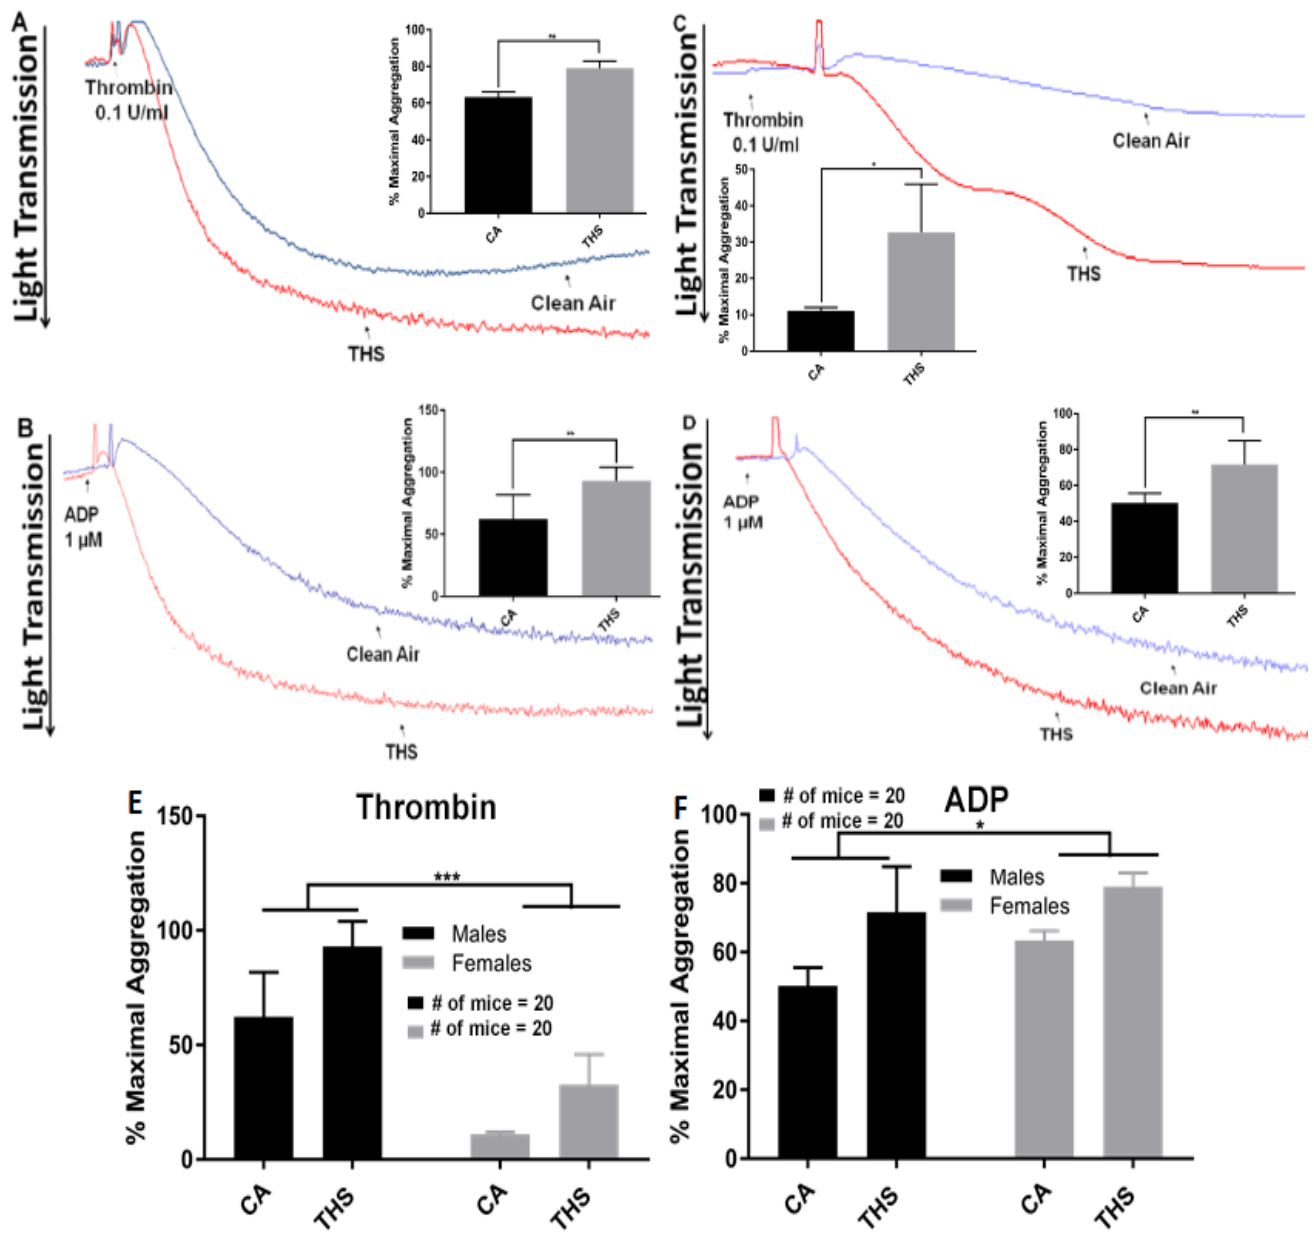 A
Light Transmission
Thrombin
0.1 U/ml
Clean Air
THS
% Maximal Aggregation
100
80
60
40
20
0
**
CA
THS
C
Light Transmission
Thrombin
0.1 U/ml
Clean Air
THS
% Maximal Aggregation
50
40
30
20
10
0
*
CA
THS
B
Light Transmission
ADP
1 µM
Clean Air
THS
% Maximal Aggregation
150
100
50
0
**
CA
THS
D
Light Transmission
ADP
1 µM
Clean Air
THS
% Maximal Aggregation
100
80
60
40
20
0
**
CA
THS
E
Thrombin
% Maximal Aggregation
150
100
50
0
***
Males
Females
# of mice = 20
# of mice = 20
CA
THS
CA
THS
F
ADP
# of mice = 20
# of mice = 20
% Maximal Aggregation
100
80
60
40
20
0
*
Males
Females
CA
THS
CA
THS